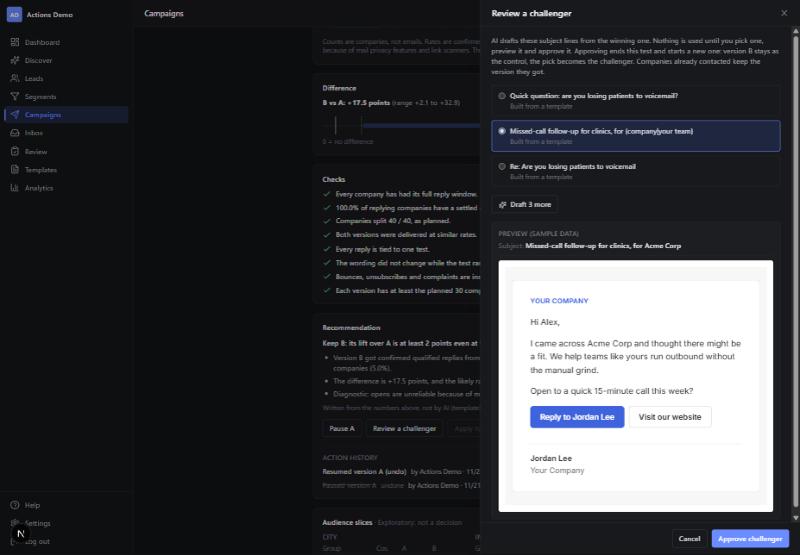 AD Actions Demo
Dashboard
Discover
Leads
Segments
Campaigns
Inbox
Review
Templates
Analytics
Help
Settings
Log out
N
Campaigns
Counts are companies, not emails. Rates are confirmed
because of mail privacy features and link scanners.
Difference
B vs A: +17.5 points (range +2.1 to +32.8)
0 = no difference
Checks
Every company has had its full reply window.
100.0% of replying companies have a settled
Companies split 40 / 40, as planned.
Both versions were delivered at similar rates.
Every reply is tied to one test.
The wording did not change while the test
Bounces, unsubscribes and complaints are
Each version has at least the planned 30
Recommendation
Keep B: its lift over A is at least 2 points even at
Version B got confirmed qualified replies from
companies (5.0%).
The difference is +17.5 points, and the likely
Diagnostic: opens are unreliable because of
Written from the numbers above, not by AI
Pause A
Review a challenger
ACTION HISTORY
Resumed version A (undo) by Actions Demo · 11/2
Paused version A undone by Actions Demo · 11/21
Audience slices · Exploratory: not a decision
CITY
Group Cos. A B
Review a challenger
AI drafts these subject lines from the winning one. Nothing is used until you pick one,
preview it and approve it. Approving ends this test and starts a new one: version B stays as
the control, the pick becomes the challenger. Companies already contacted keep the
version they got.
Quick question: are you losing patients to voicemail?
Built from a template
Missed-call follow-up for clinics, for {company|your team}
Built from a template
Re: Are you losing patients to voicemail
Built from a template
Draft 3 more
PREVIEW (SAMPLE DATA)
Subject: Missed-call follow-up for clinics, for Acme Corp
YOUR COMPANY
Hi Alex,
I came across Acme Corp and thought there might be
a fit. We help teams like yours run outbound without
the manual grind.
Open to a quick 15-minute call this week?
Reply to Jordan Lee
Visit our website
Jordan Lee
Your Company
Cancel
Approve challenger